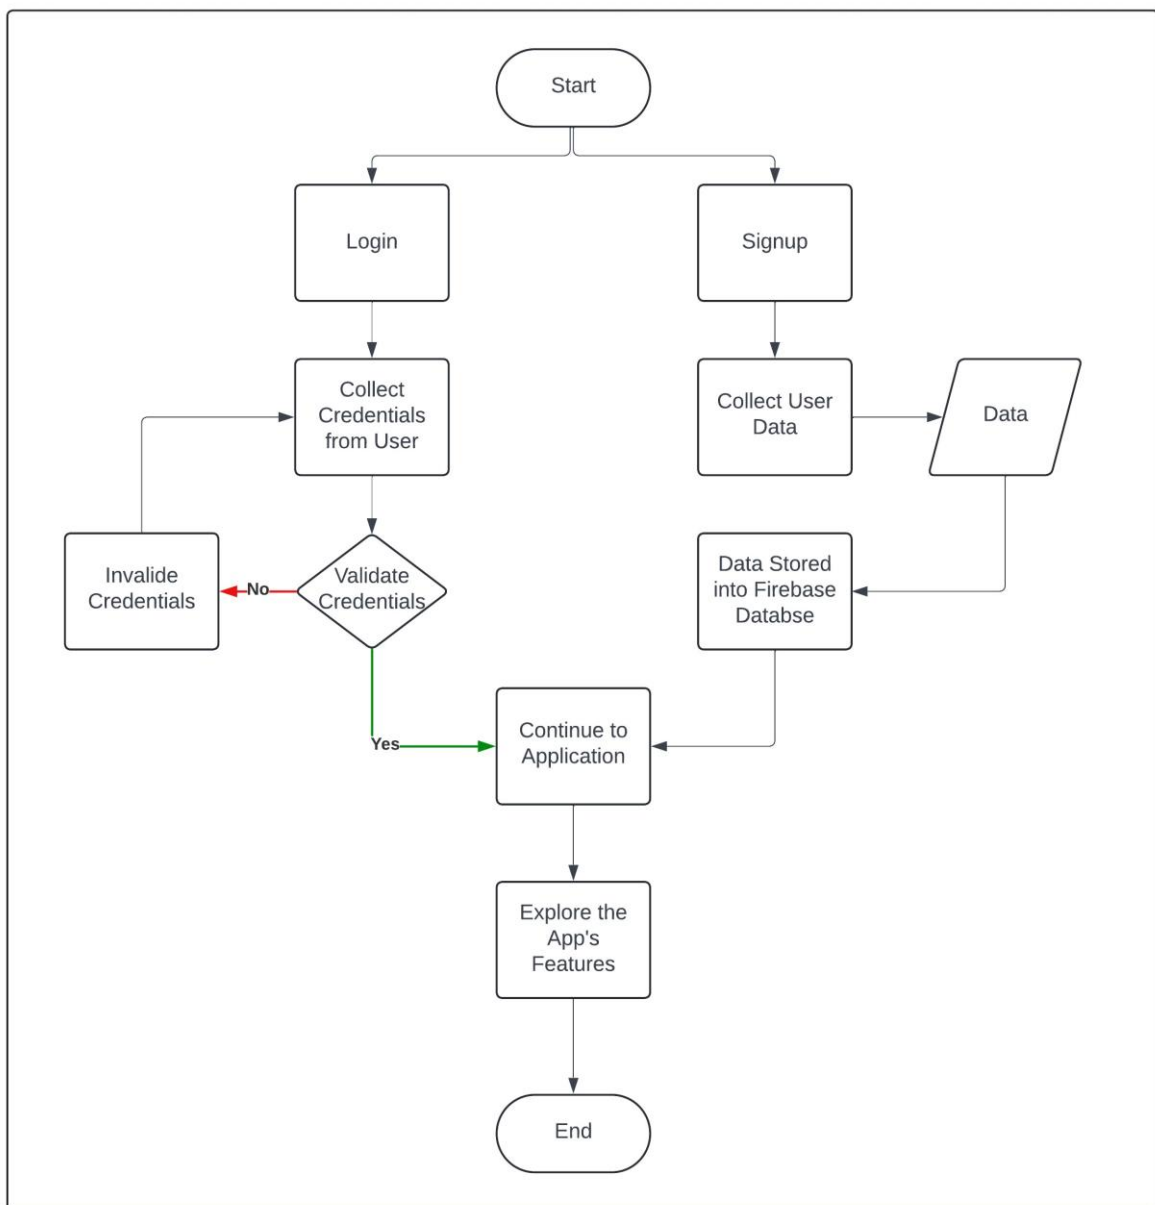 Start
Login
Signup
Collect
Credentials
from User
Collect User
Data
Data
Invalide
Credentials
No
Validate
Credentials
Data Stored
into Firebase
Databse
Yes
Continue to
Application
Explore the
App's
Features
End